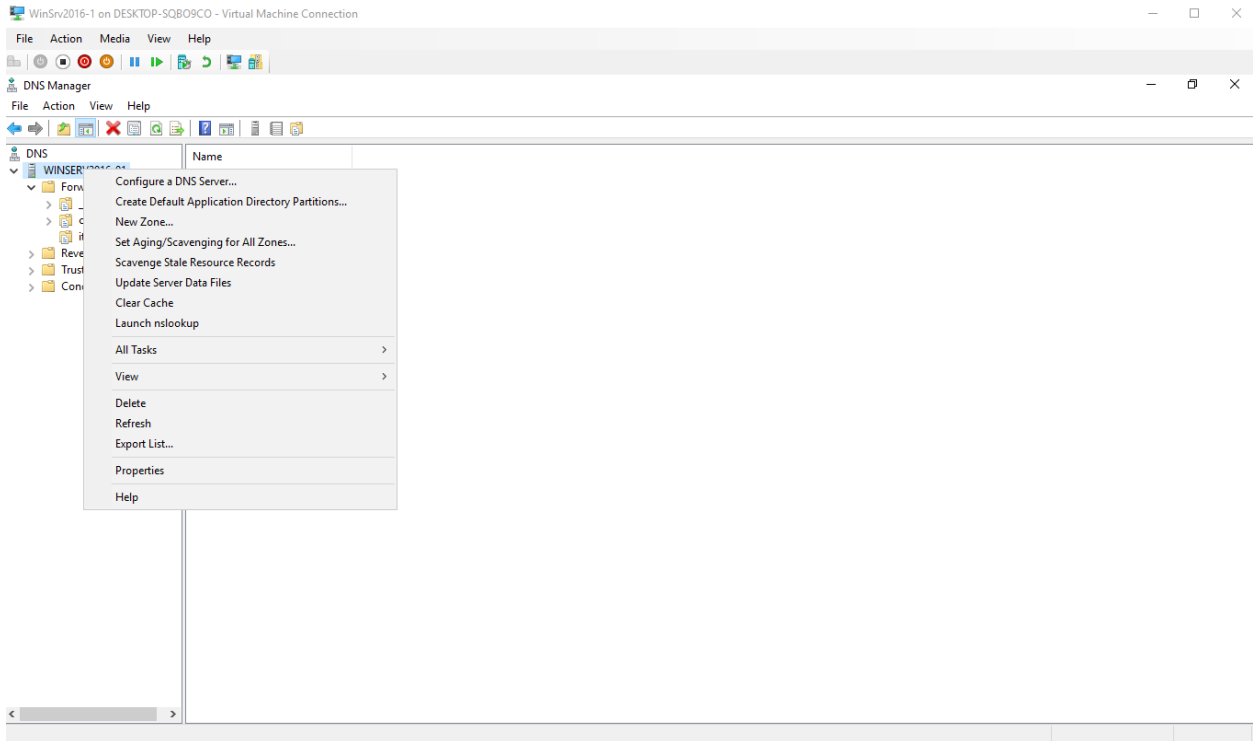 WinSrv2016-1 on DESKTOP-SQBO9CO - Virtual Machine Connection
File Action Media View Help
DNS Manager
File Action View Help
DNS
Name
Configure a DNS Server...
Create Default Application Directory Partitions...
New Zone...
Set Aging/Scavenging for All Zones...
Scavenge Stale Resource Records
Update Server Data Files
Clear Cache
Launch nslookup
All Tasks
View
Delete
Refresh
Export List...
Properties
Help